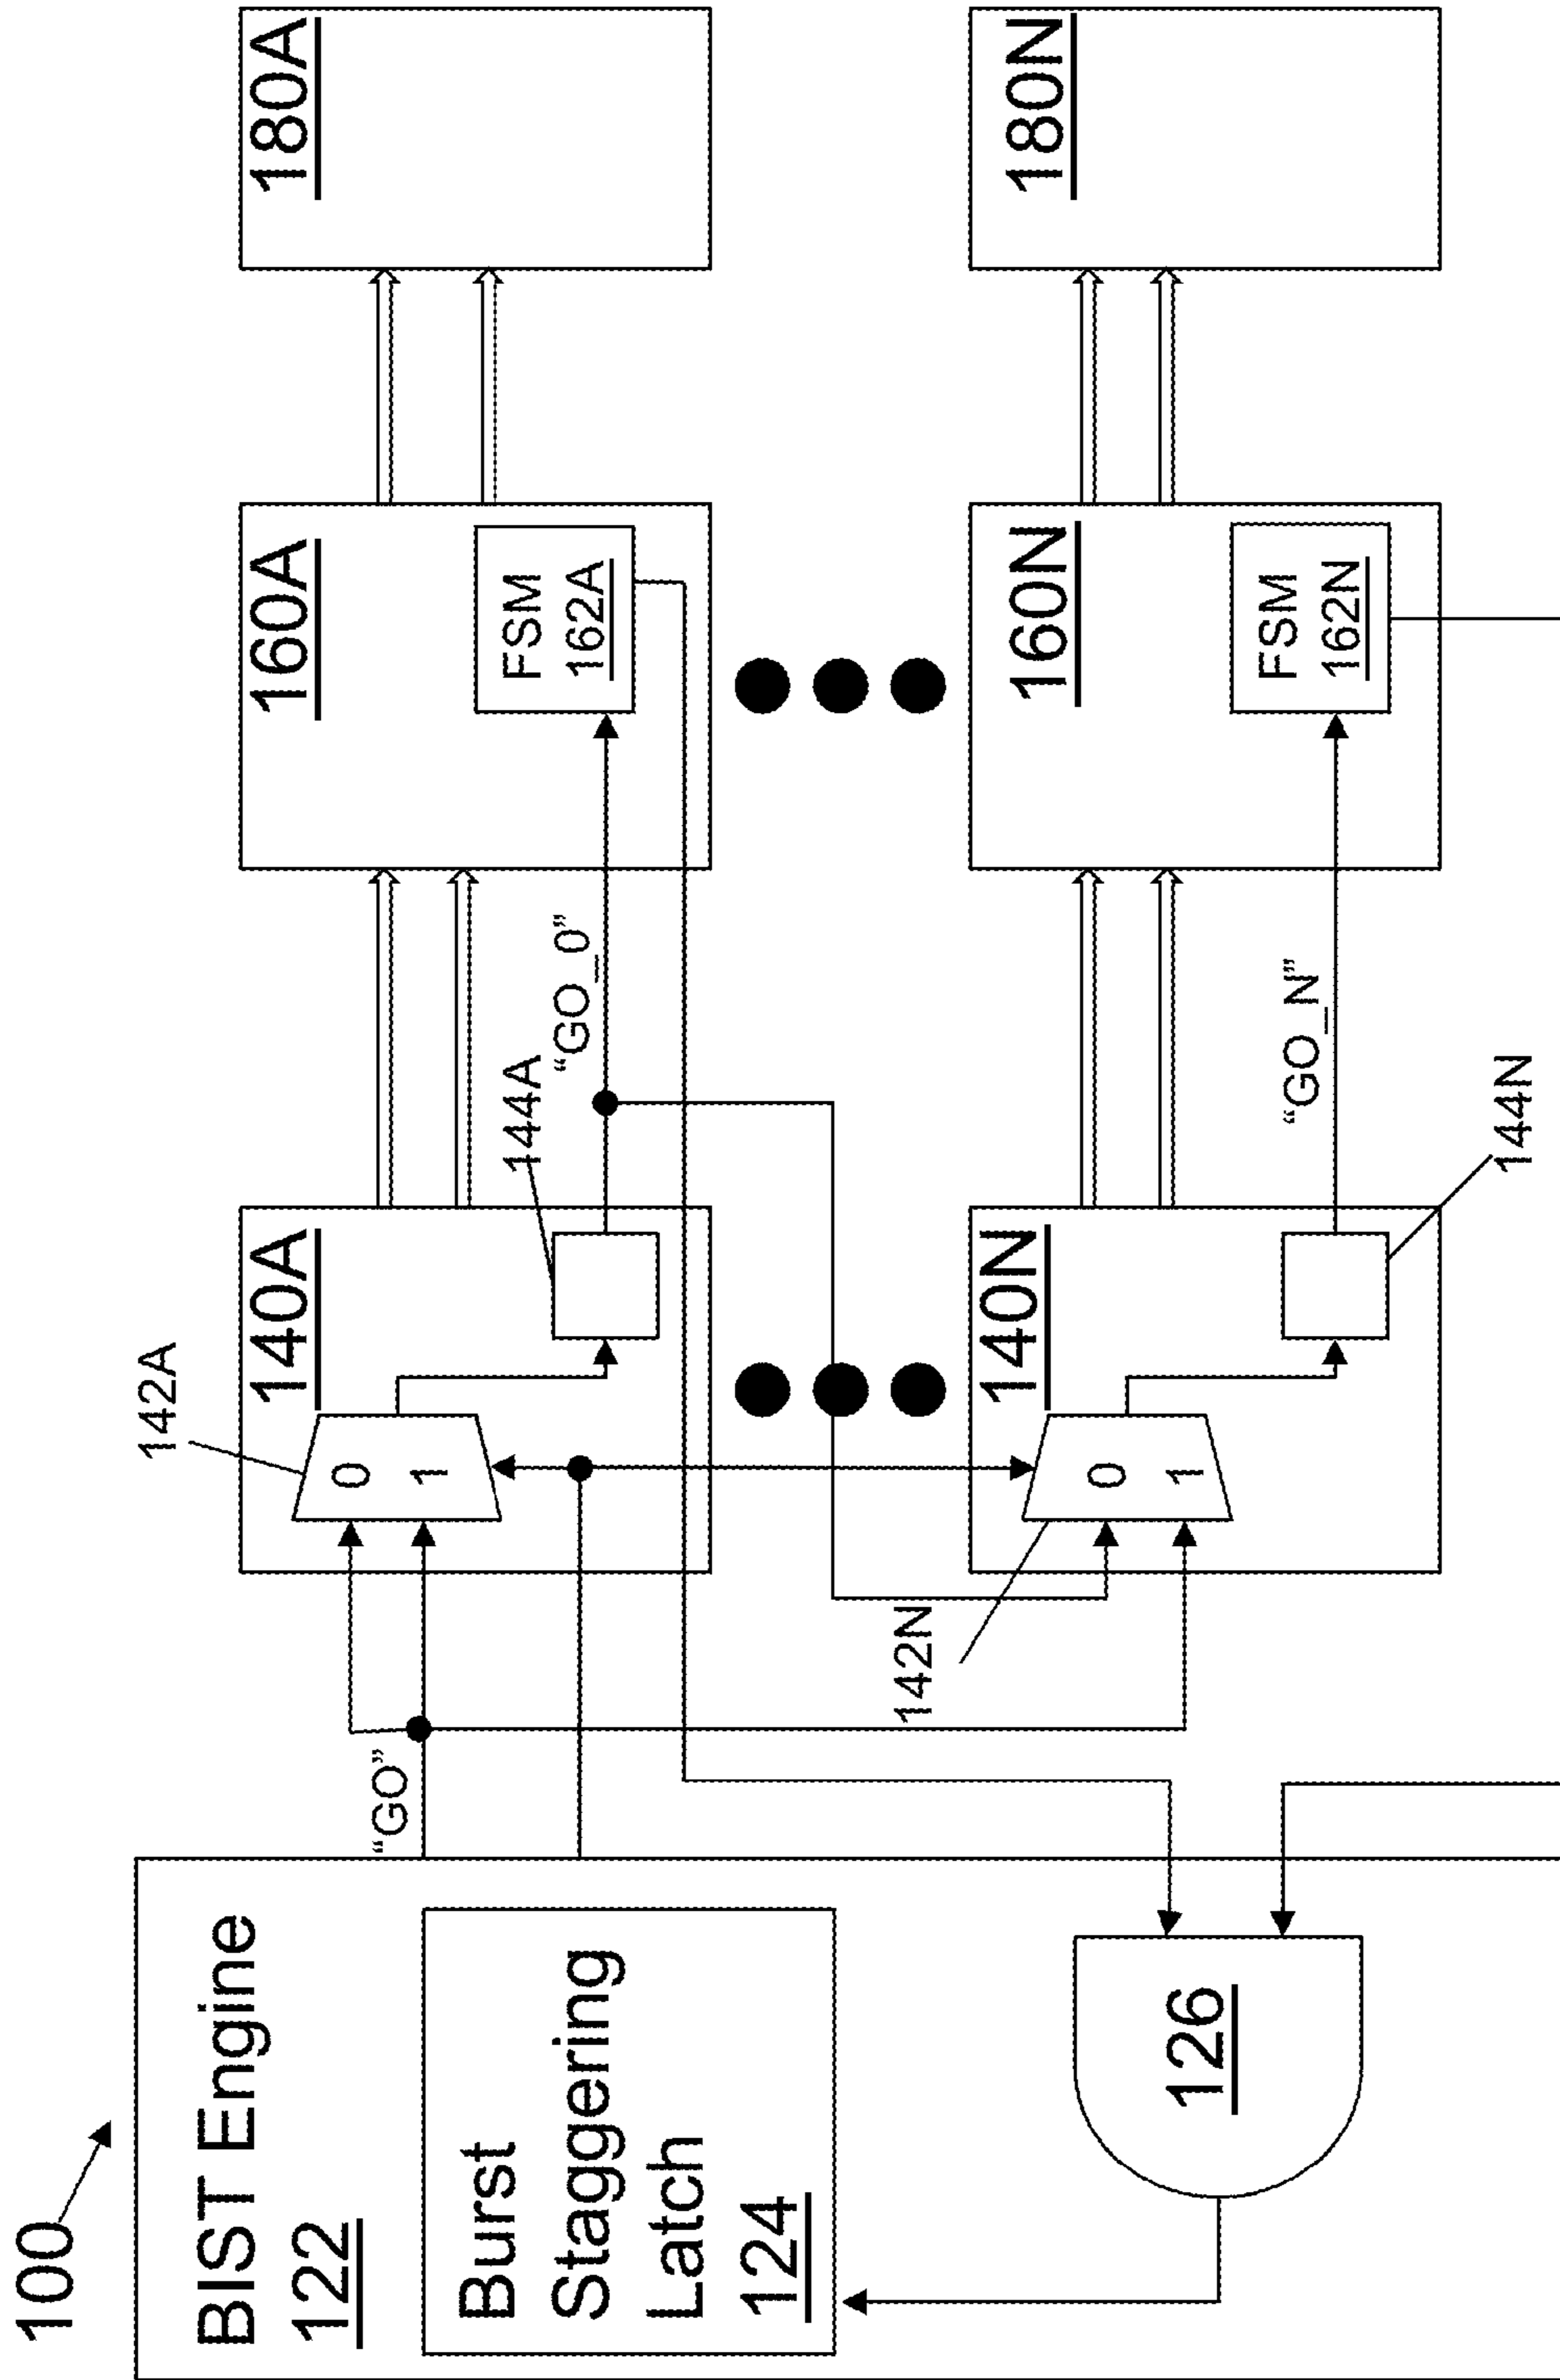 100
BIST Engine
122
Burst
Staggering
Latch
124
126
“GO”
142A
140A
144A
“GO_0”
160A
FSM
162A
180A
142N
140N
144N
“GO_N”
160N
FSM
162N
180N
0
1
0
1